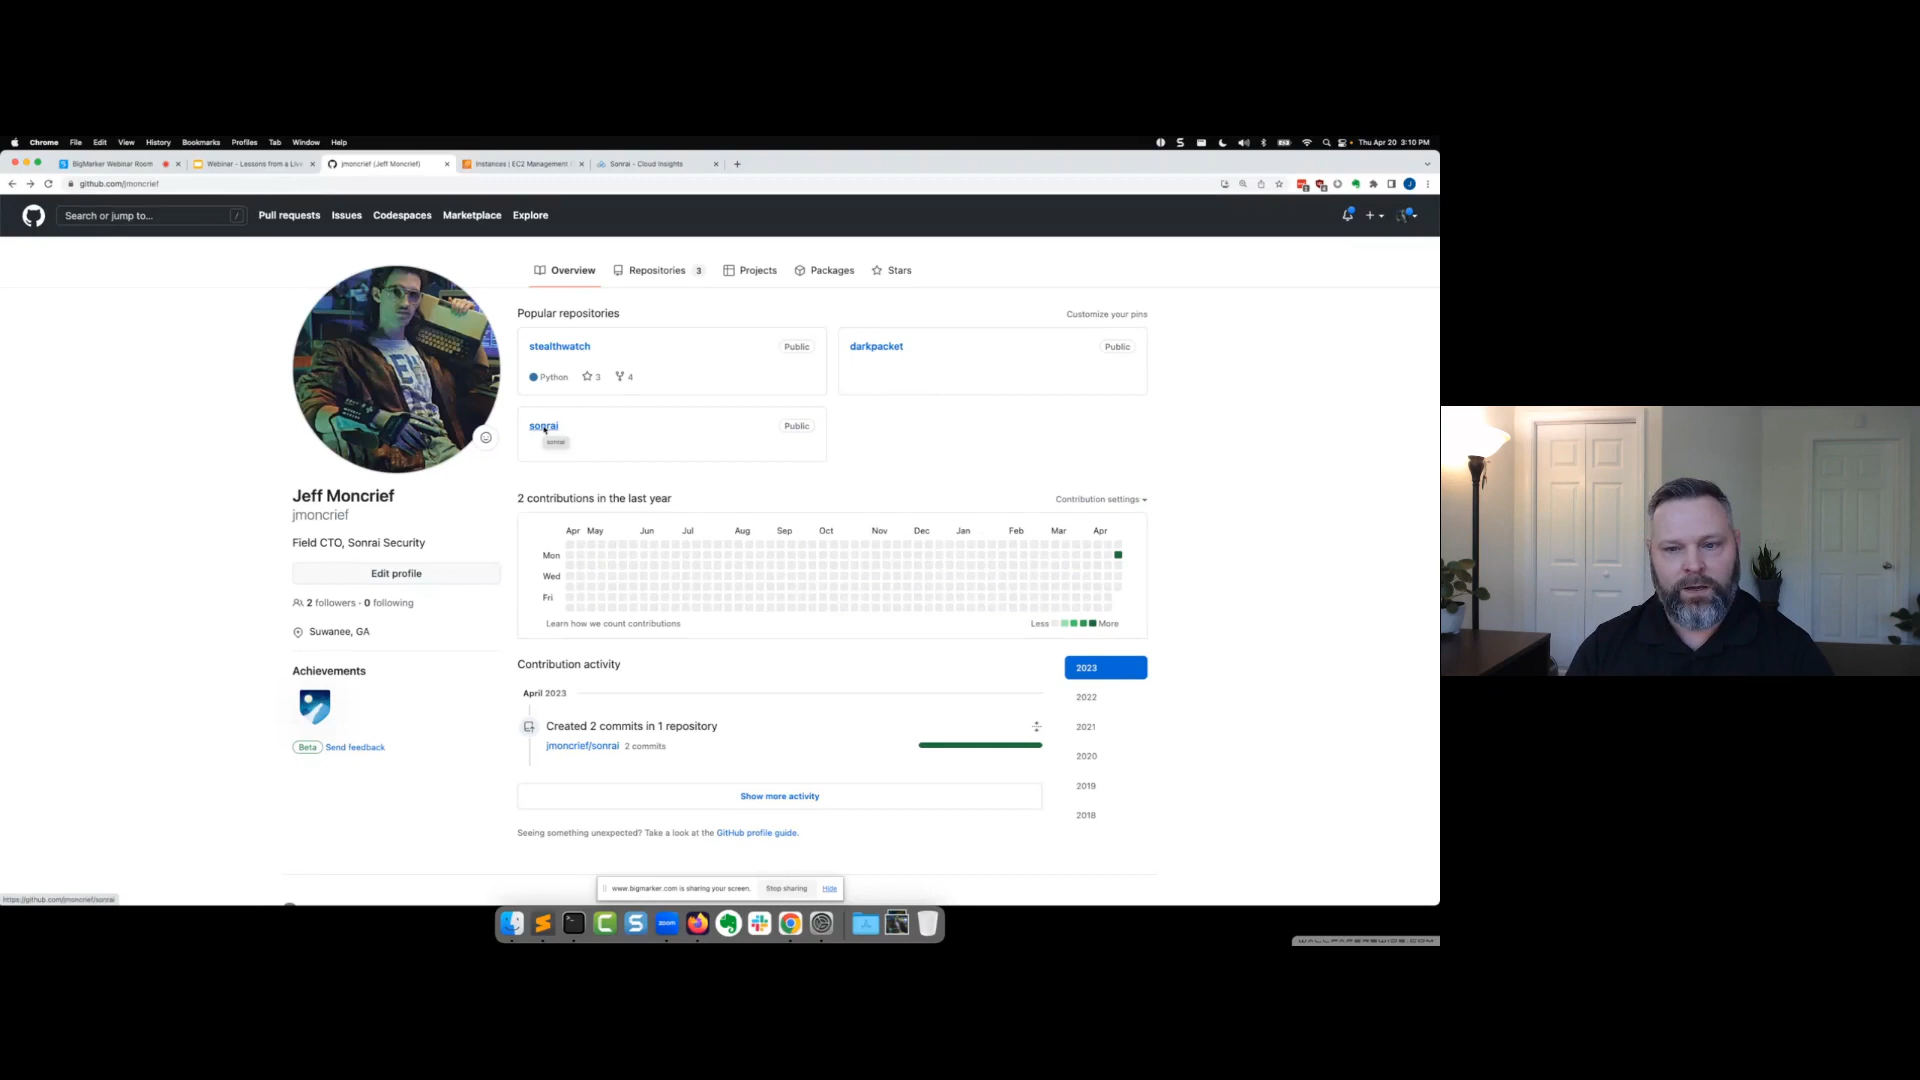 Chrome File Edit View History Bookmarks Profiles Tab Window Help
Thu Apr 20 3:10 PM
BigMarker Webinar Room
Webinar - Lessons from a Live
jmoncrief (Jeff Moncrief)
Instances | EC2 Management
Sonrai - Cloud Insights
github.com/jmoncrief
Search or jump to... /
Pull requests Issues Codespaces Marketplace Explore
Overview Repositories 3 Projects Packages Stars
Popular repositories
Customize your pins
stealthwatch Public
Python 3 4
darkpacket Public
sonrai Public
sonrai
Jeff Moncrief
jmoncrief
Field CTO, Sonrai Security
Edit profile
2 followers · 0 following
Suwanee, GA
Achievements
Beta Send feedback
2 contributions in the last year
Contribution settings
Apr May Jun Jul Aug Sep Oct Nov Dec Jan Feb Mar Apr
Mon
Wed
Fri
Learn how we count contributions
Less More
Contribution activity
2023
2022
2021
2020
2019
2018
April 2023
Created 2 commits in 1 repository
jmoncrief/sonrai 2 commits
Show more activity
Seeing something unexpected? Take a look at the GitHub profile guide.
www.bigmarker.com is sharing your screen. Stop sharing Hide
https://github.com/jmoncrief/sonrai
zoom
WALLPAPERSWIDE.COM